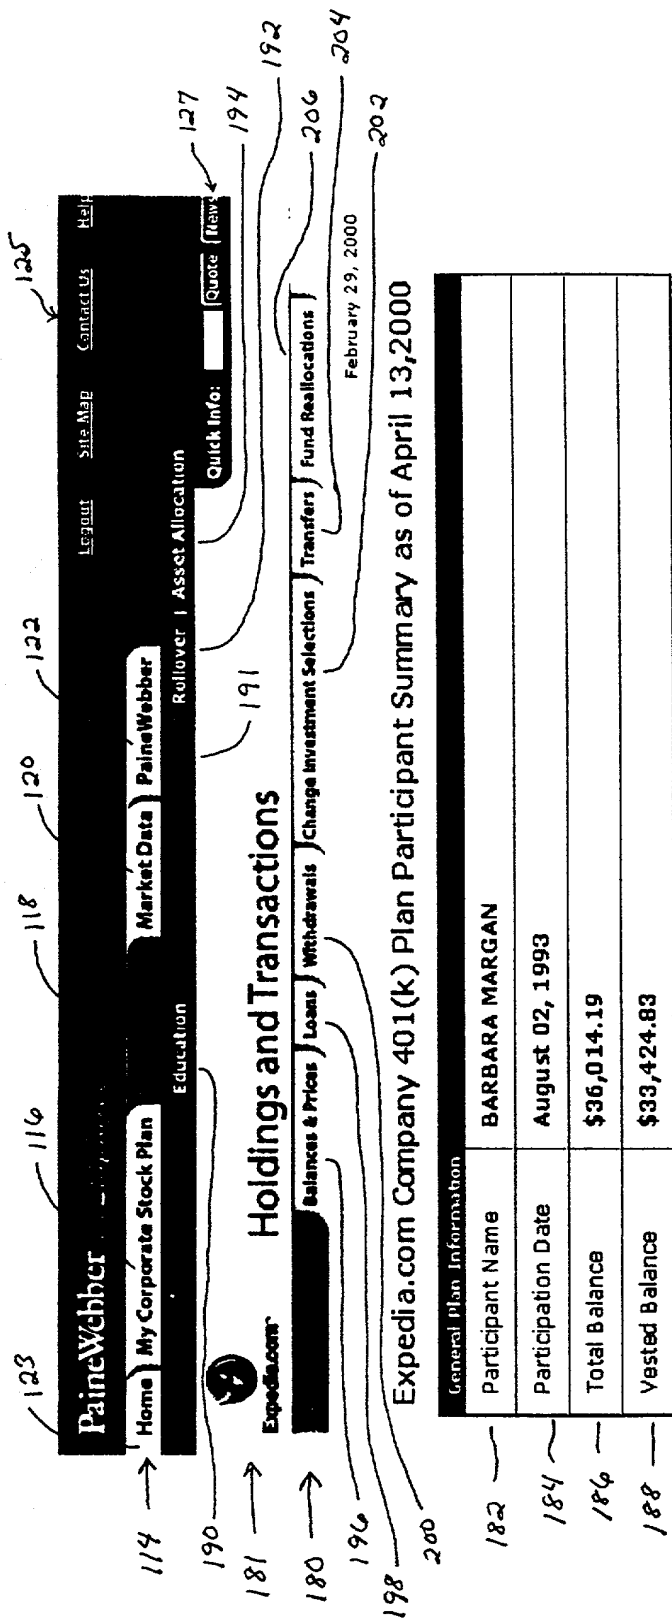 123 116 118 120 122 125
PaineWebber
Logout Site Map Contact Us Help
114 Home My Corporate Stock Plan Market Data PaineWebber
Education Rollover | Asset Allocation
Quick Info: Quote News 127
190 191 194 192
181 Expedia.com Holdings and Transactions
180 Balances & Prices Loans Withdrawals Change Investment Selections Transfers Fund Reallocations 206
196 198 200 202 204
February 29, 2000
Expedia.com Company 401(k) Plan Participant Summary as of April 13,2000
General Plan Information
182 Participant Name BARBARA MARGAN
184 Participation Date August 02, 1993
186 Total Balance $36,014.19
188 Vested Balance $33,424.83